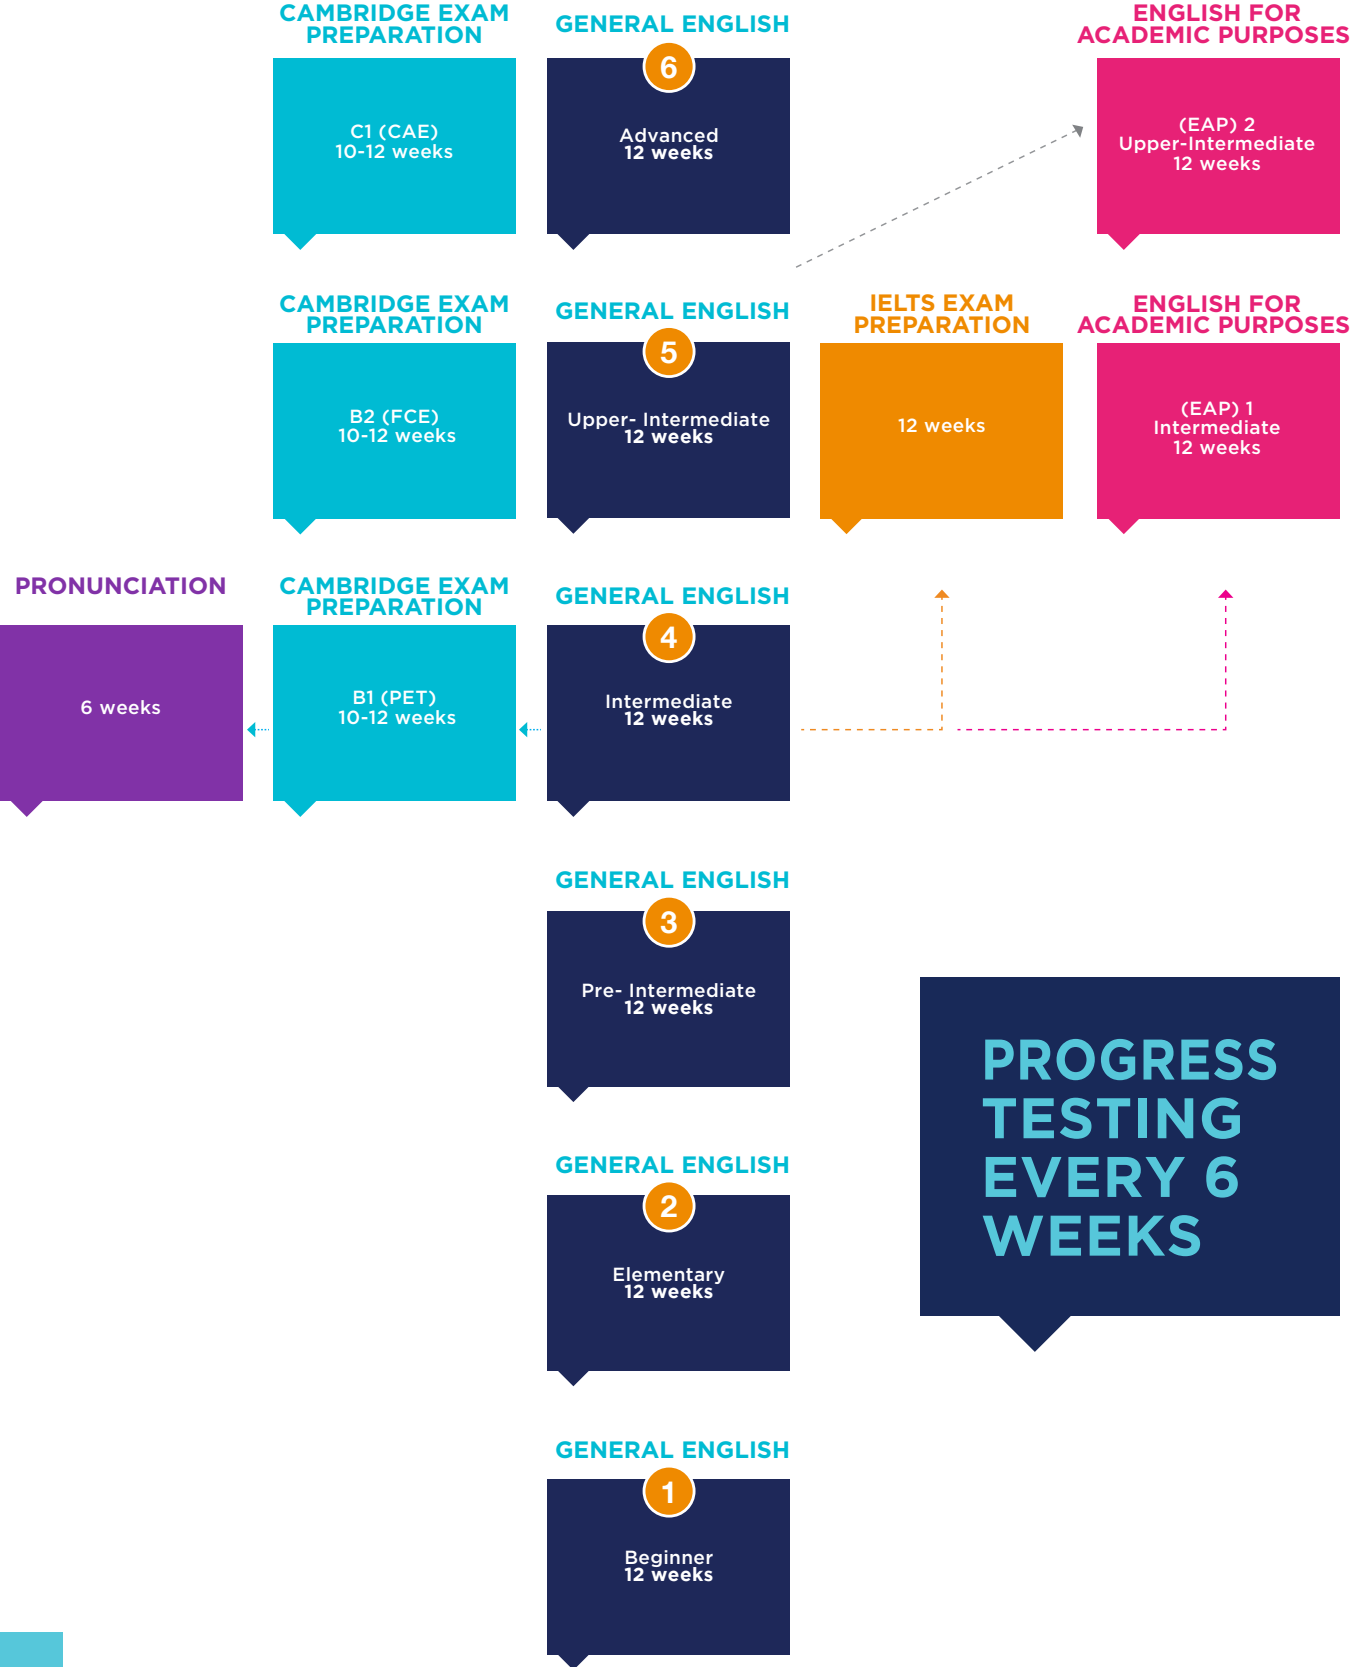 CAMBRIDGE EXAM
PREPARATION
C1 (CAE)
10-12 weeks
GENERAL ENGLISH
6
Advanced
12 weeks
ENGLISH FOR
ACADEMIC PURPOSES
(EAP) 2
Upper-Intermediate
12 weeks
CAMBRIDGE EXAM
PREPARATION
B2 (FCE)
10-12 weeks
GENERAL ENGLISH
5
Upper- Intermediate
12 weeks
IELTS EXAM
PREPARATION
12 weeks
ENGLISH FOR
ACADEMIC PURPOSES
(EAP) 1
Intermediate
12 weeks
PRONUNCIATION
6 weeks
CAMBRIDGE EXAM
PREPARATION
B1 (PET)
10-12 weeks
GENERAL ENGLISH
4
Intermediate
12 weeks
GENERAL ENGLISH
3
Pre- Intermediate
12 weeks
PROGRESS
TESTING
EVERY 6
WEEKS
GENERAL ENGLISH
2
Elementary
12 weeks
GENERAL ENGLISH
1
Beginner
12 weeks